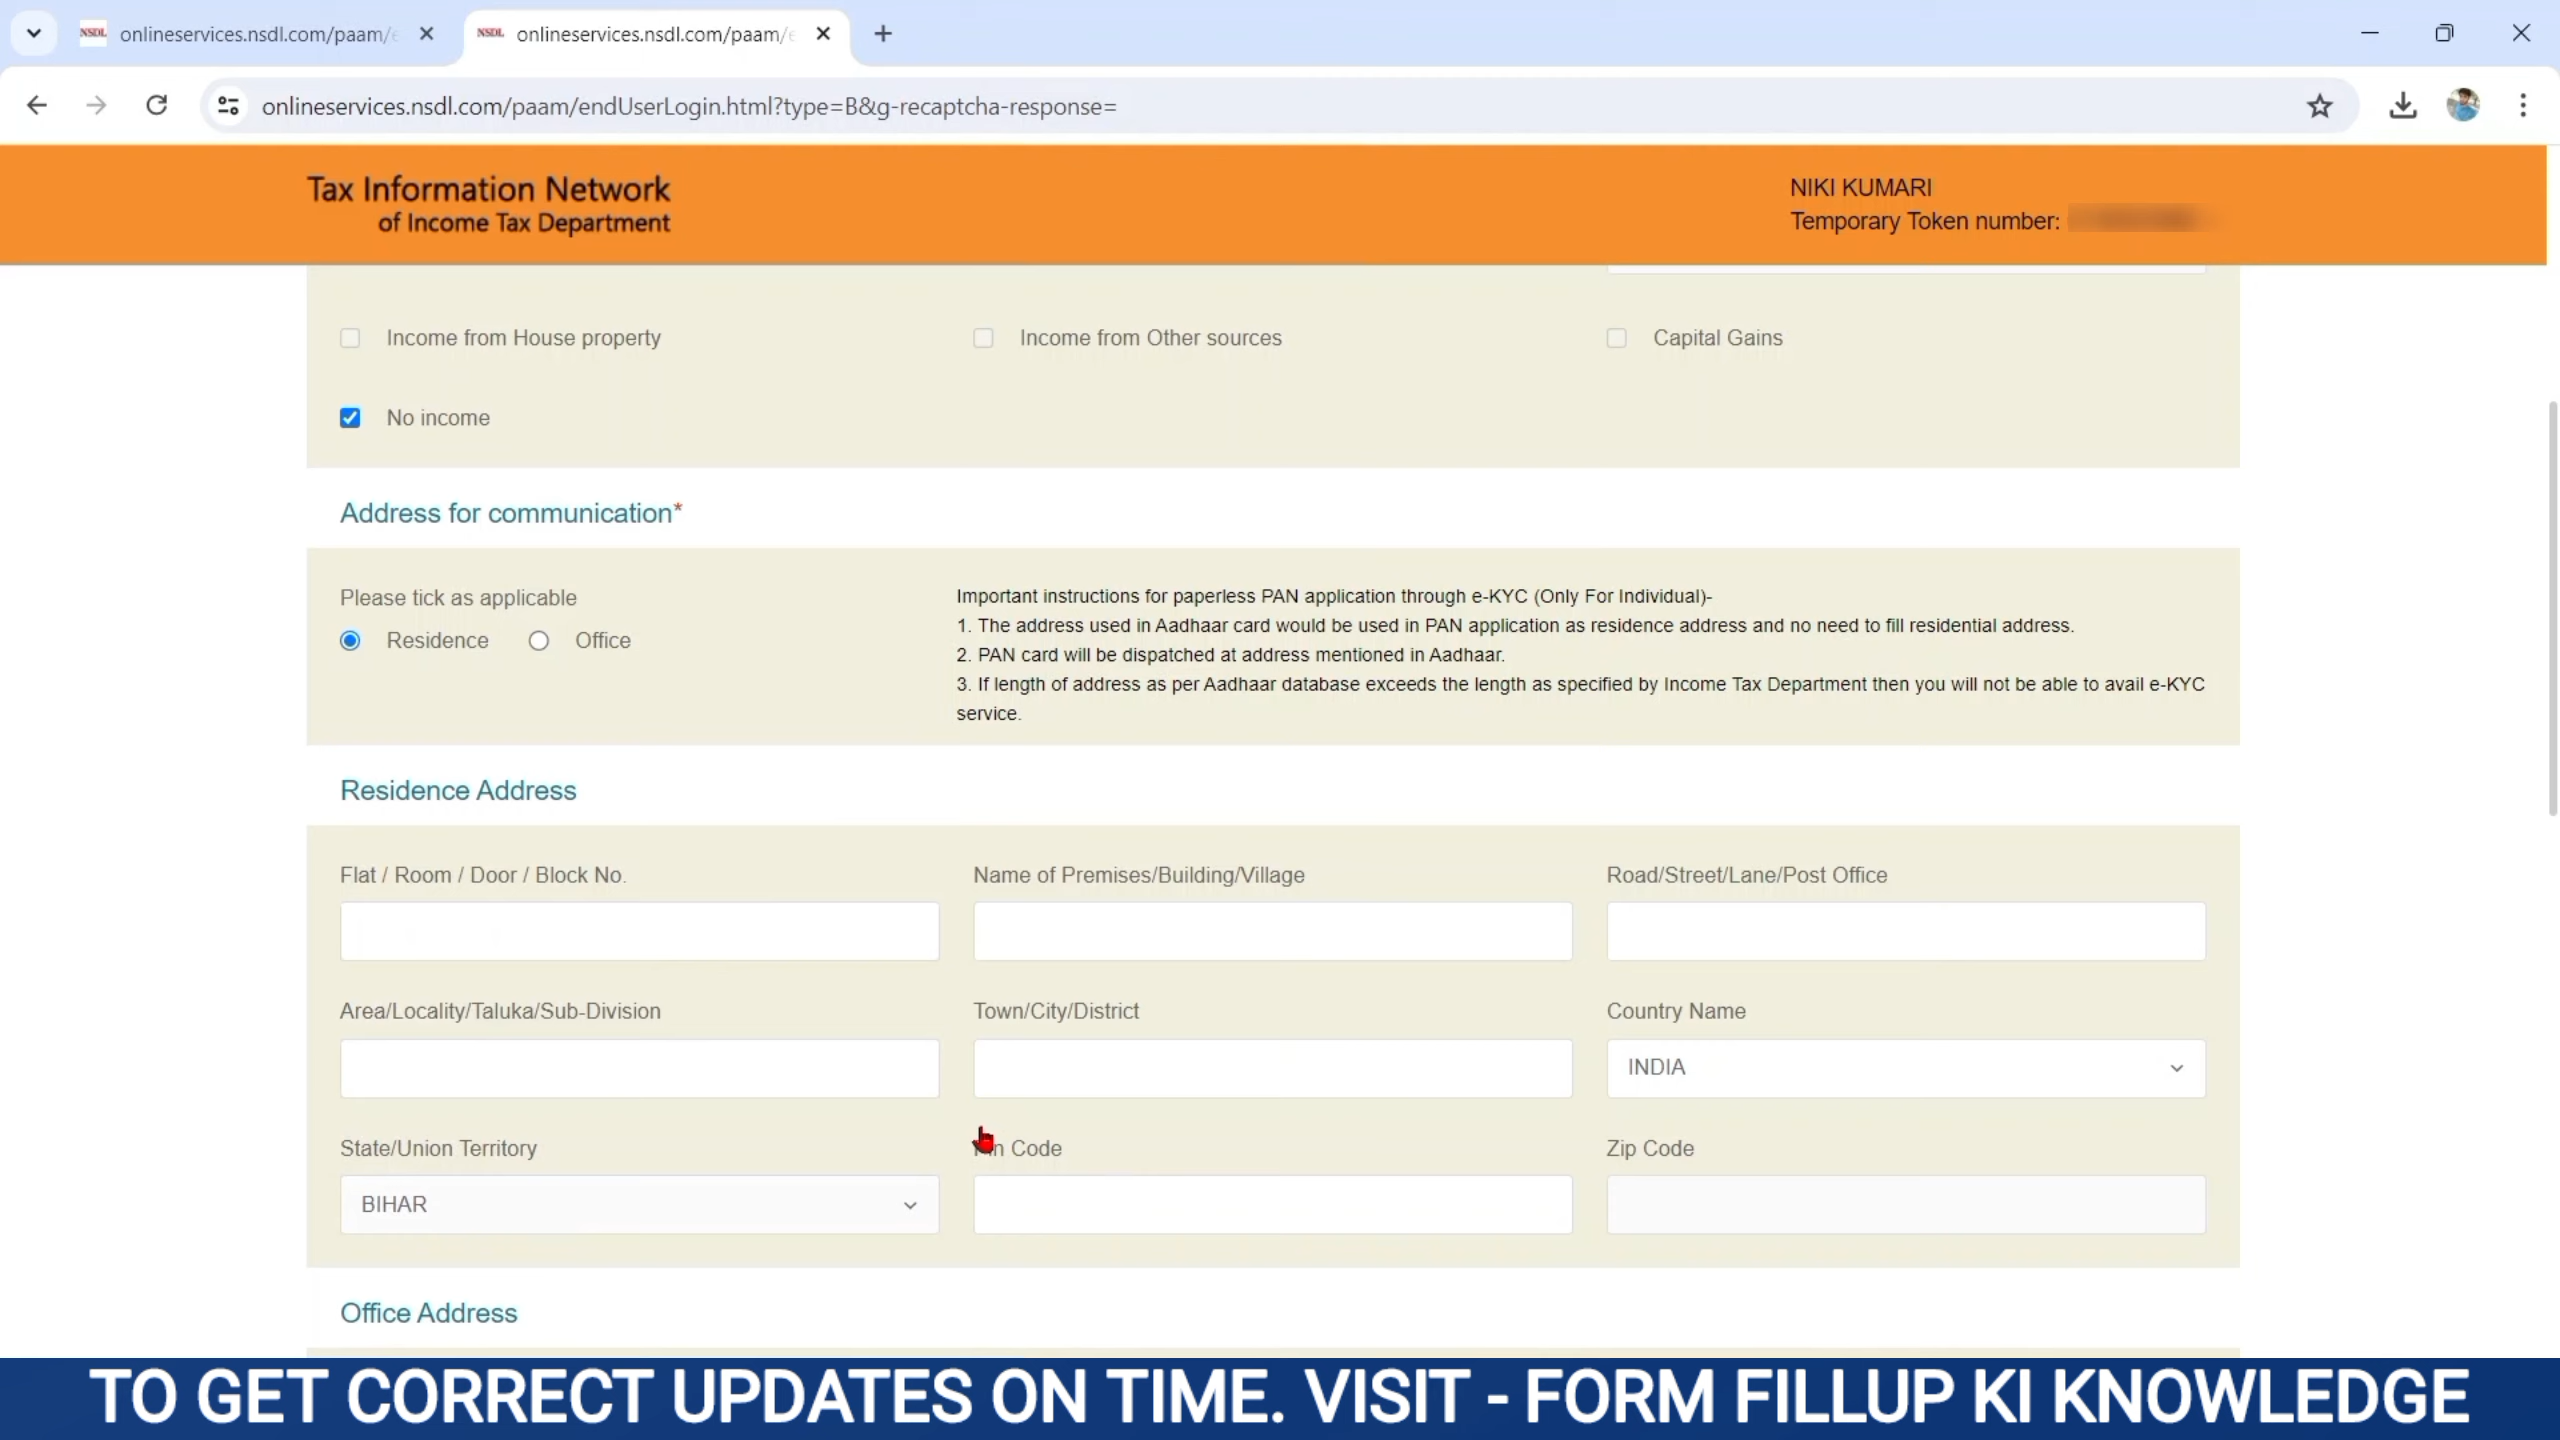 onlineservices.nsdl.com/paam/e
onlineservices.nsdl.com/paam/e
onlineservices.nsdl.com/paam/endUserLogin.html?type=B&g-recaptcha-response=
Tax Information Network
of Income Tax Department
NIKI KUMARI
Temporary Token number:
Income from House property
Income from Other sources
Capital Gains
No income
Address for communication*
Please tick as applicable
Residence
Office
Important instructions for paperless PAN application through e-KYC (Only For Individual)-
1. The address used in Aadhaar card would be used in PAN application as residence address and no need to fill residential address.
2. PAN card will be dispatched at address mentioned in Aadhaar.
3. If length of address as per Aadhaar database exceeds the length as specified by Income Tax Department then you will not be able to avail e-KYC
service.
Residence Address
Flat / Room / Door / Block No.
Name of Premises/Building/Village
Road/Street/Lane/Post Office
Area/Locality/Taluka/Sub-Division
Town/City/District
Country Name
INDIA
State/Union Territory
Code
Zip Code
BIHAR
Office Address
TO GET CORRECT UPDATES ON TIME. VISIT - FORM FILLUP KI KNOWLEDGE